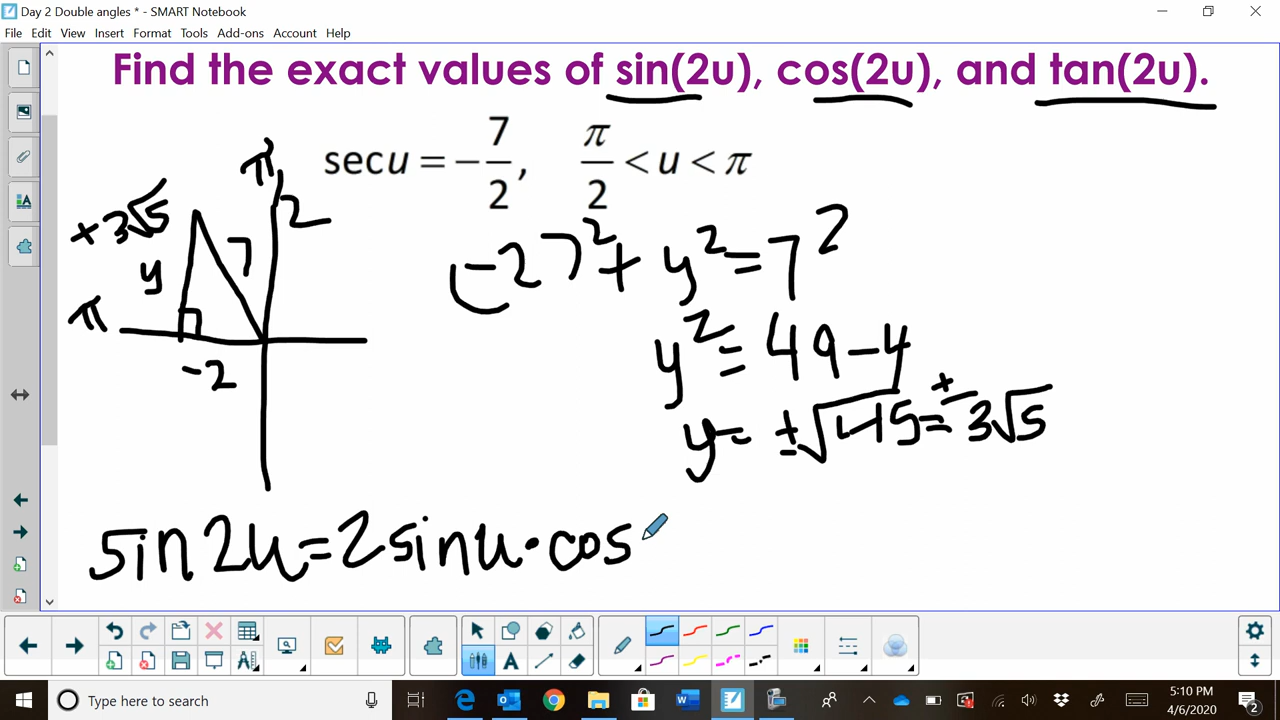 Day 2 Double angles * - SMART Notebook
File Edit View Insert Format Tools Add-ons Account Help
Find the exact values of sin(2u), cos(2u), and tan(2u).
sec u = -7/2, π/2 < u < π
π
2
+3√5
7
y
π
-2
(-2)² + y² = 7²
y² = 49-4
y = ±√45 = ±3√5
sin2u=2sinu·cos
A
Type here to search
5:10 PM
4/6/2020
2